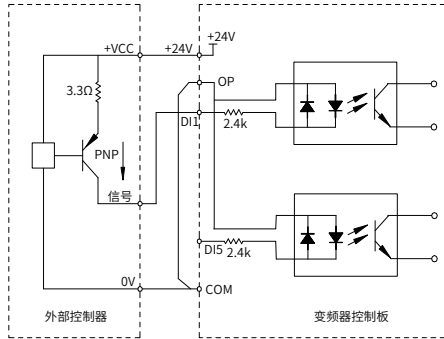 +24V
+VCC
+24V
OP
3.3Ω
DI1
2.4k
PNP
信号
DI5
2.4k
0V
COM
外部控制器
变频器控制板